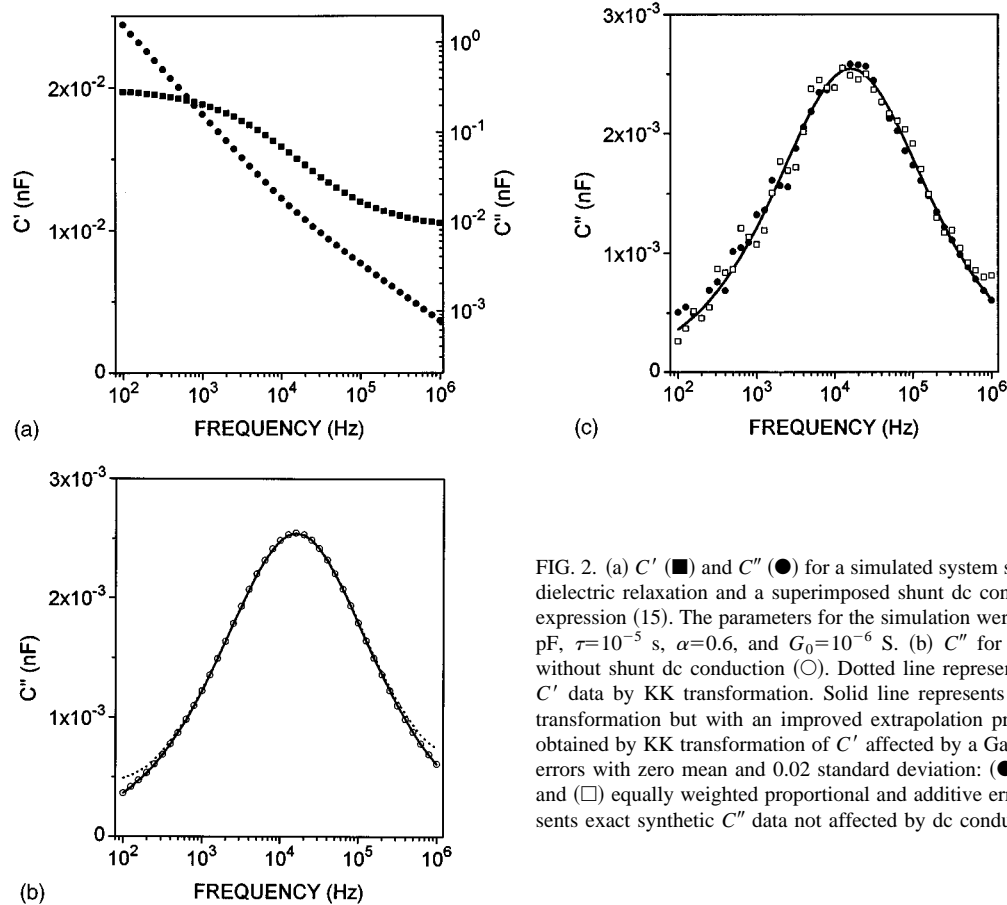 2x10⁻²
1x10⁻²
0
C' (nF)
10⁰
10⁻¹
10⁻²
10⁻³
C" (nF)
10² 10³ 10⁴ 10⁵ 10⁶
(a) FREQUENCY (Hz)
3x10⁻³
2x10⁻³
1x10⁻³
0
C" (nF)
10² 10³ 10⁴ 10⁵ 10⁶
(c) FREQUENCY (Hz)
3x10⁻³
2x10⁻³
1x10⁻³
0
C" (nF)
10² 10³ 10⁴ 10⁵ 10⁶
(b) FREQUENCY (Hz)
FIG. 2. (a) C′ (■) and C″ (●) for a simulated system s
dielectric relaxation and a superimposed shunt dc con
expression (15). The parameters for the simulation wer
pF, τ=10⁻⁵ s, α=0.6, and G₀=10⁻⁶ S. (b) C″ for
without shunt dc conduction (○). Dotted line represer
C′ data by KK transformation. Solid line represents
transformation but with an improved extrapolation pr
obtained by KK transformation of C′ affected by a Ga
errors with zero mean and 0.02 standard deviation: (●
and (□) equally weighted proportional and additive err
sents exact synthetic C″ data not affected by dc condu